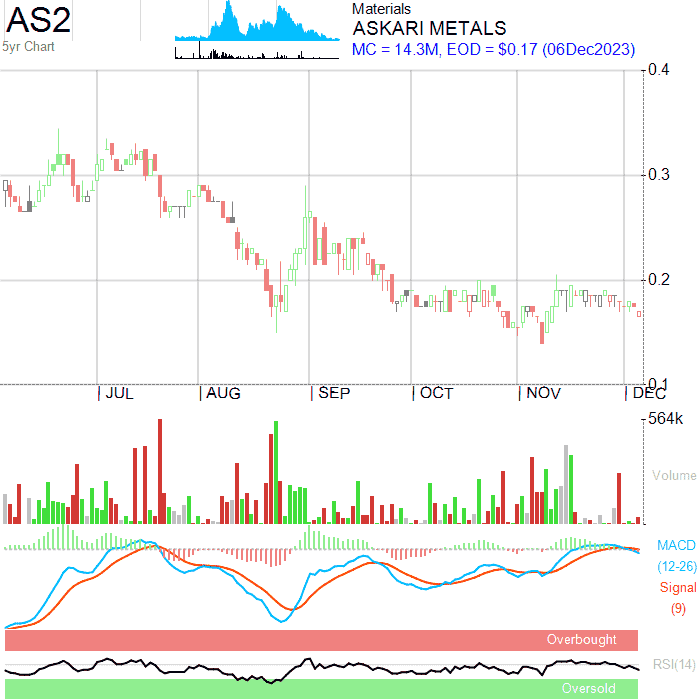 AS2
5yr Chart
Materials
ASKARI METALS
MC = 14.3M, EOD = $0.17 (06Dec2023)
0.4
0.3
0.2
0.1
JUL AUG SEP OCT NOV DEC
564k
Volume
MACD
(12-26)
Signal
(9)
Overbought
RSI(14)
Oversold